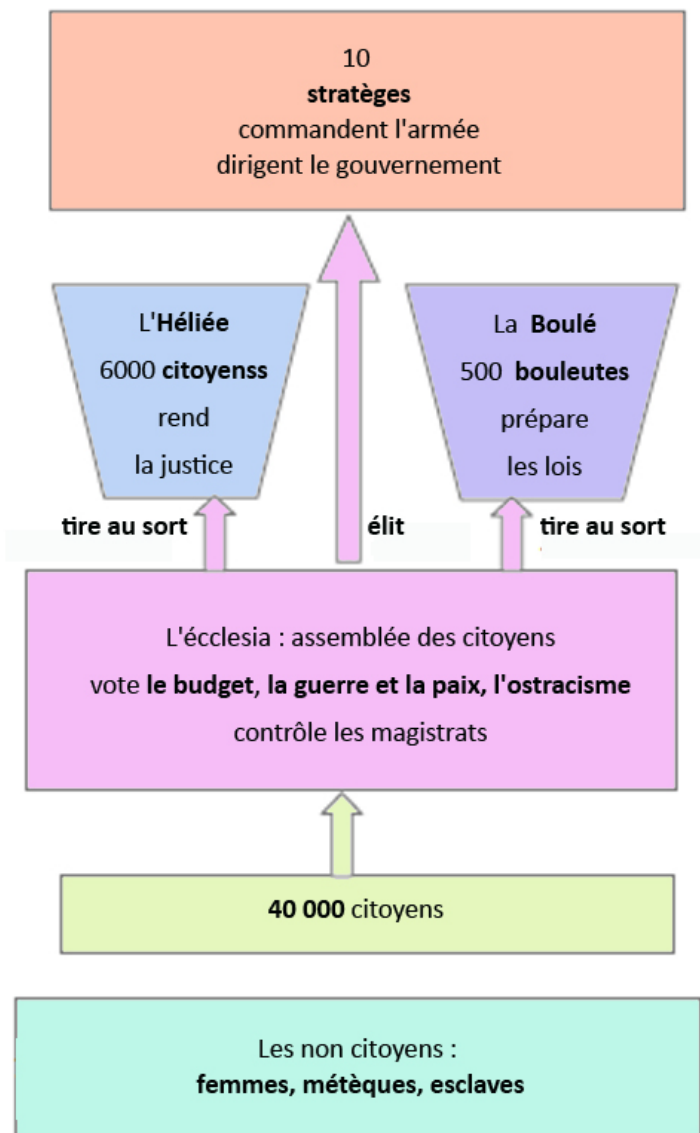 10
stratèges
commandent l'armée
dirigent le gouvernement
L'Héliée
6000 citoyenss
rend
la justice
La Boulé
500 bouleutes
prépare
les lois
tire au sort
élit
tire au sort
L'écclesia : assemblée des citoyens
vote le budget, la guerre et la paix, l'ostracisme
contrôle les magistrats
40 000 citoyens
Les non citoyens :
femmes, métèques, esclaves